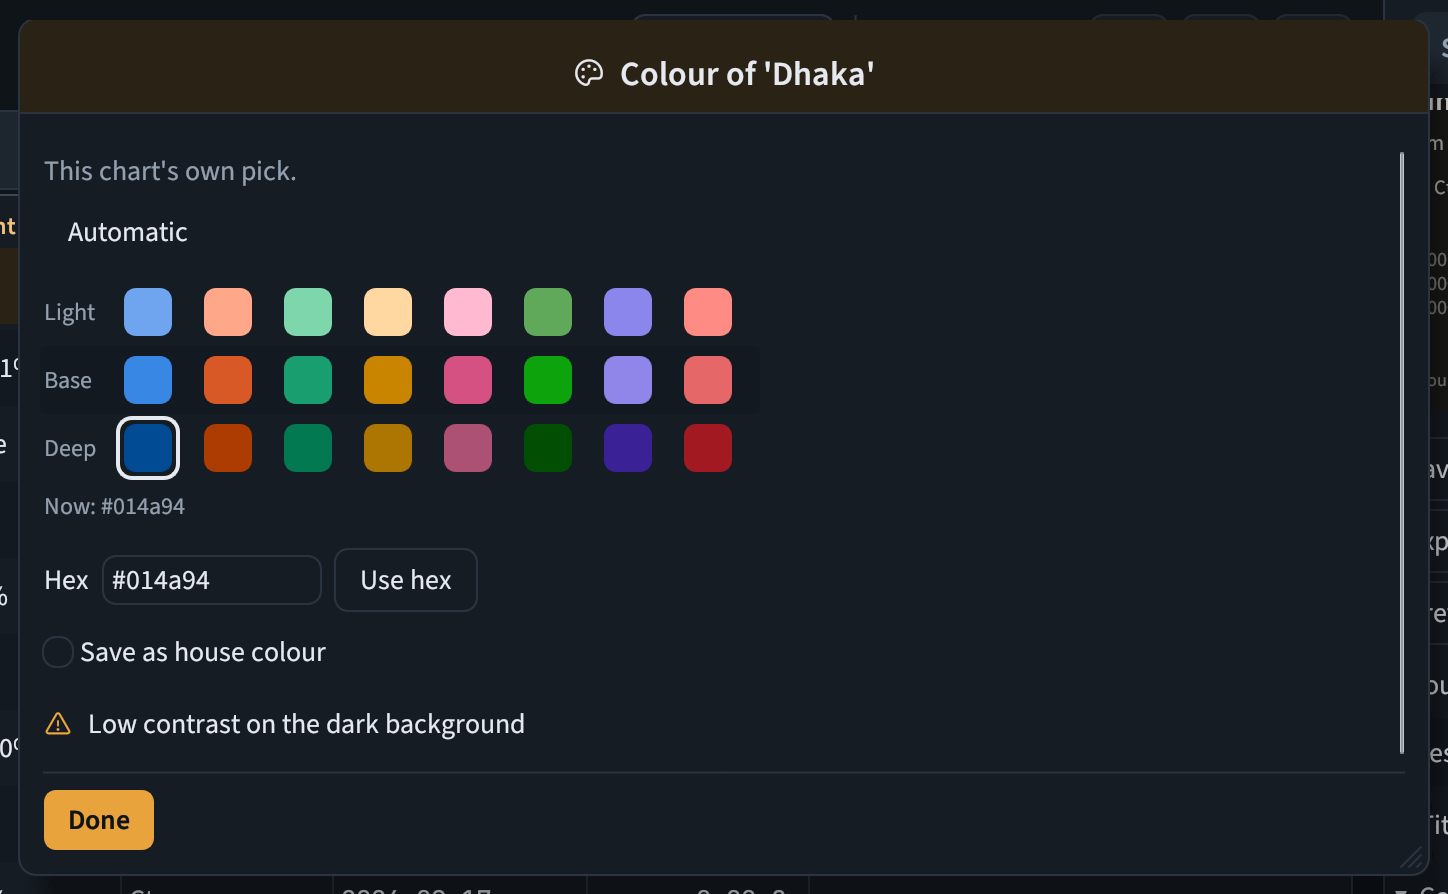 Colour of 'Dhaka'
This chart's own pick.
Automatic
Light
Base
Deep
Now: #014a94
Hex #014a94 Use hex
Save as house colour
Low contrast on the dark background
Done